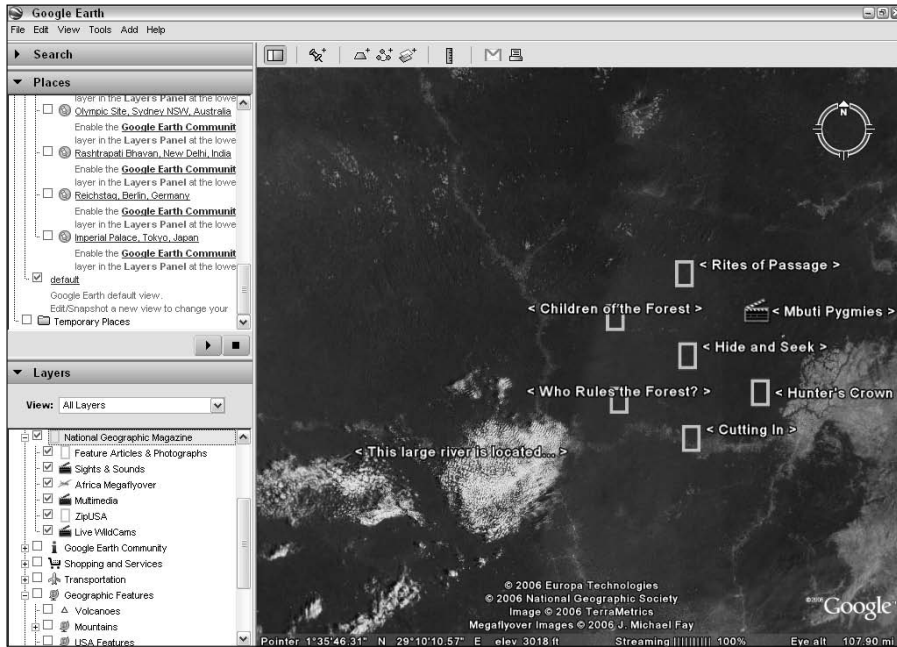 Google Earth
File Edit View Tools Add Help
Search
Places
layer in the Layers Panel at the lowe
Olympic Site, Sydney NSW, Australia
Enable the Google Earth Communit
layer in the Layers Panel at the lowe
Rashtrapati Bhavan, New Delhi, India
Enable the Google Earth Communit
layer in the Layers Panel at the lowe
Reichstag, Berlin, Germany
Enable the Google Earth Communit
layer in the Layers Panel at the lowe
Imperial Palace, Tokyo, Japan
Enable the Google Earth Communit
layer in the Layers Panel at the lowe
default
Google Earth default view.
Edit/Snapshot a new view to change your
Temporary Places
Layers
View: All Layers
National Geographic Magazine
Feature Articles & Photographs
Sights & Sounds
Africa Megaflyover
Multimedia
ZipUSA
Live WildCams
Google Earth Community
Shopping and Services
Transportation
Geographic Features
Volcanoes
Mountains
USA Features
N
< Rites of Passage >
< Children of the Forest >
< Mbuti Pygmies >
< Hide and Seek >
< Who Rules the Forest? >
< Hunter's Crown
< Cutting In >
< This large river is located... >
© 2006 Europa Technologies
© 2006 National Geographic Society
Image © 2006 TerraMetrics
Megaflyover Images © 2006 J. Michael Fay
©2006 Google
Pointer 1°35'46.31" N 29°10'10.57" E elev 3018 ft Streaming |||||||||| 100% Eye alt 107.90 mi